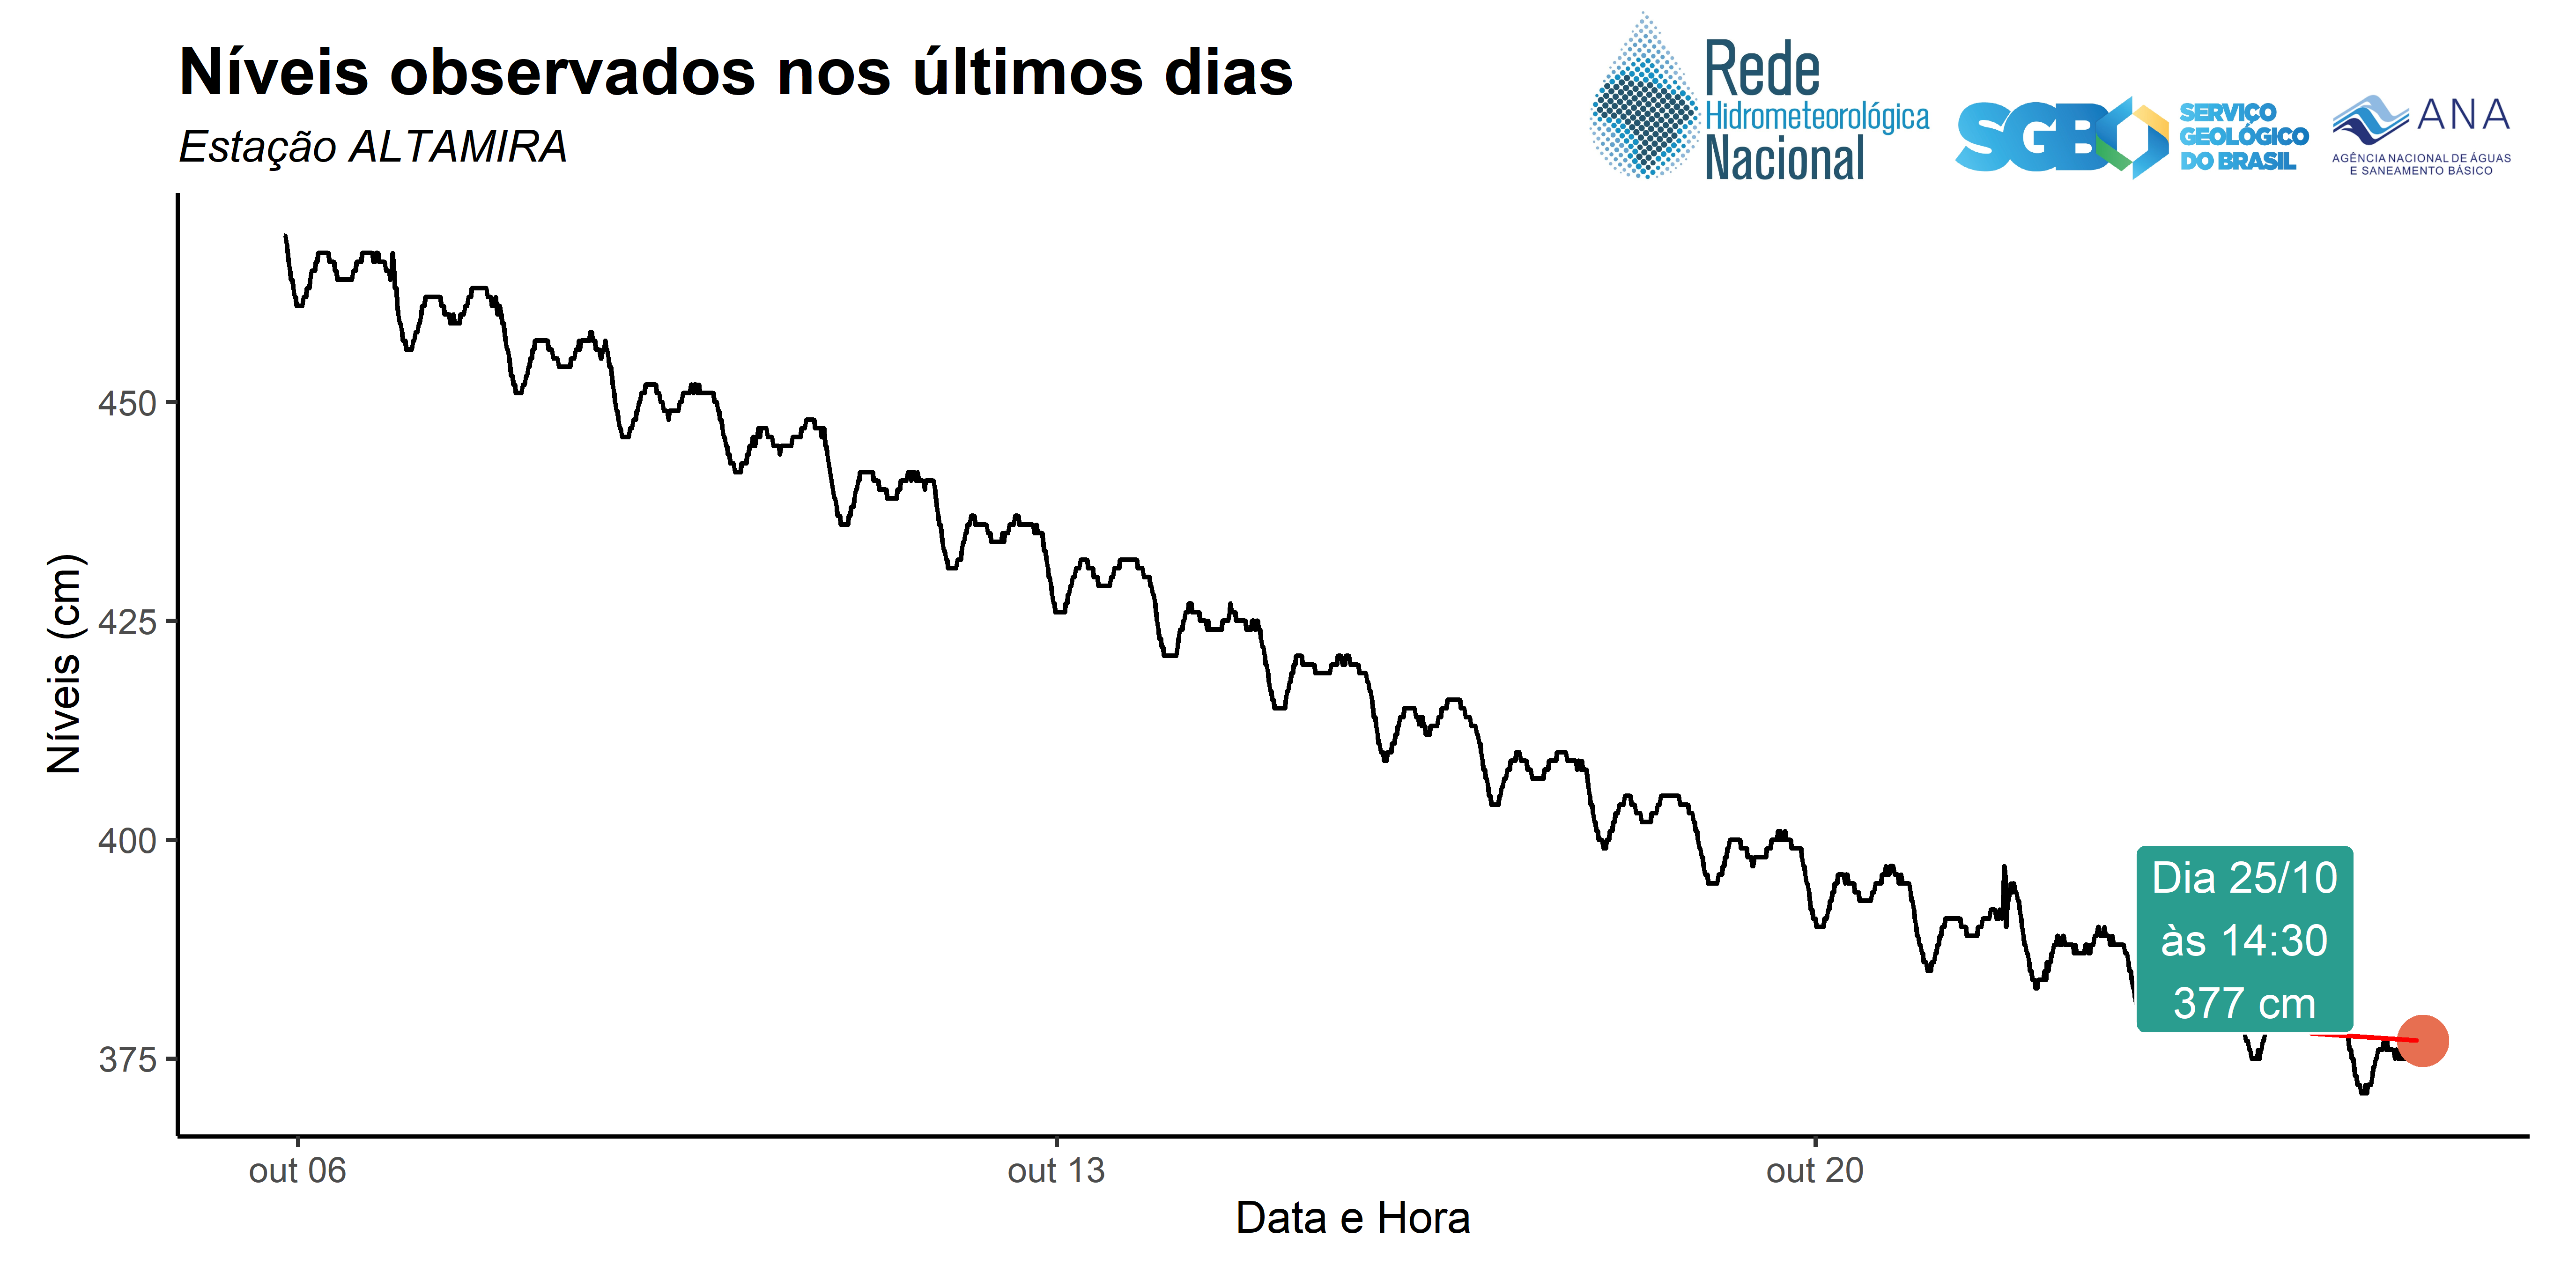 Níveis observados nos últimos dias
Estação ALTAMIRA
Rede
Hidrometeorológica
Nacional
SGB
SERVIÇO
GEOLÓGICO
DO BRASIL
ANA
AGÊNCIA NACIONAL DE ÁGUAS
E SANEAMENTO BÁSICO
Níveis (cm)
450
425
400
375
Dia 25/10
às 14:30
377 cm
out 06
out 13
out 20
Data e Hora